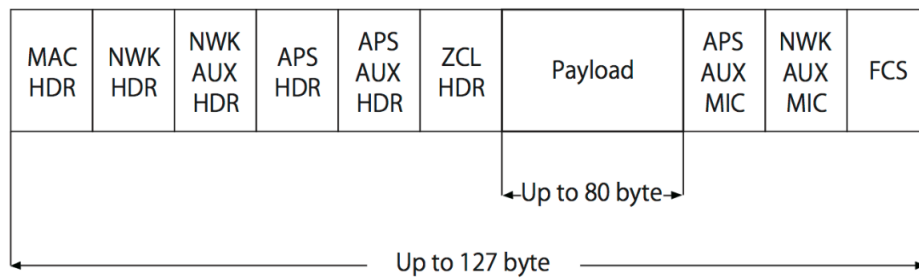 MAC HDR
NWK HDR
NWK AUX HDR
APS HDR
APS AUX HDR
ZCL HDR
Payload
APS AUX MIC
NWK AUX MIC
FCS
Up to 80 byte
Up to 127 byte